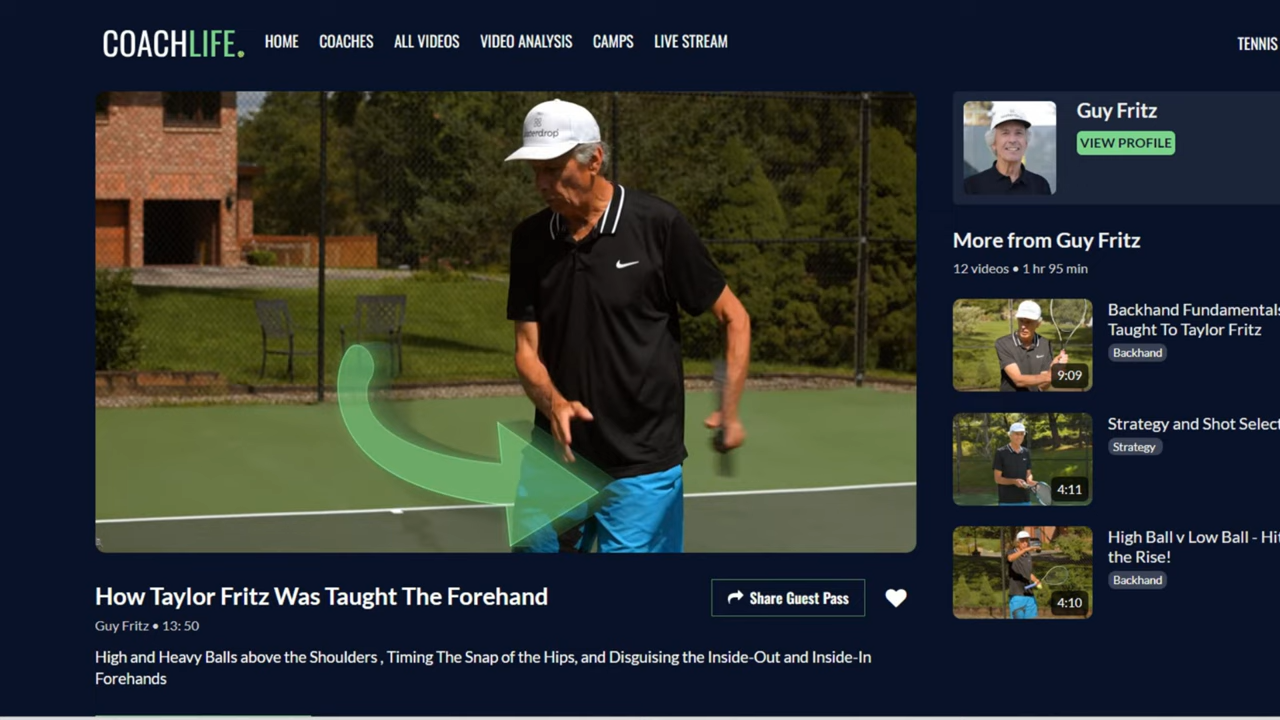 COACHLIFE.
HOME
COACHES
ALL VIDEOS
VIDEO ANALYSIS
CAMPS
LIVE STREAM
TENNIS
Guy Fritz
VIEW PROFILE
More from Guy Fritz
12 videos • 1 hr 95 min
Backhand Fundamentals
Taught To Taylor Fritz
Backhand
9:09
Strategy and Shot Select
Strategy
4:11
High Ball v Low Ball - Hit
the Rise!
Backhand
4:10
How Taylor Fritz Was Taught The Forehand
Guy Fritz • 13: 50
Share Guest Pass
High and Heavy Balls above the Shoulders , Timing The Snap of the Hips, and Disguising the Inside-Out and Inside-In
Forehands